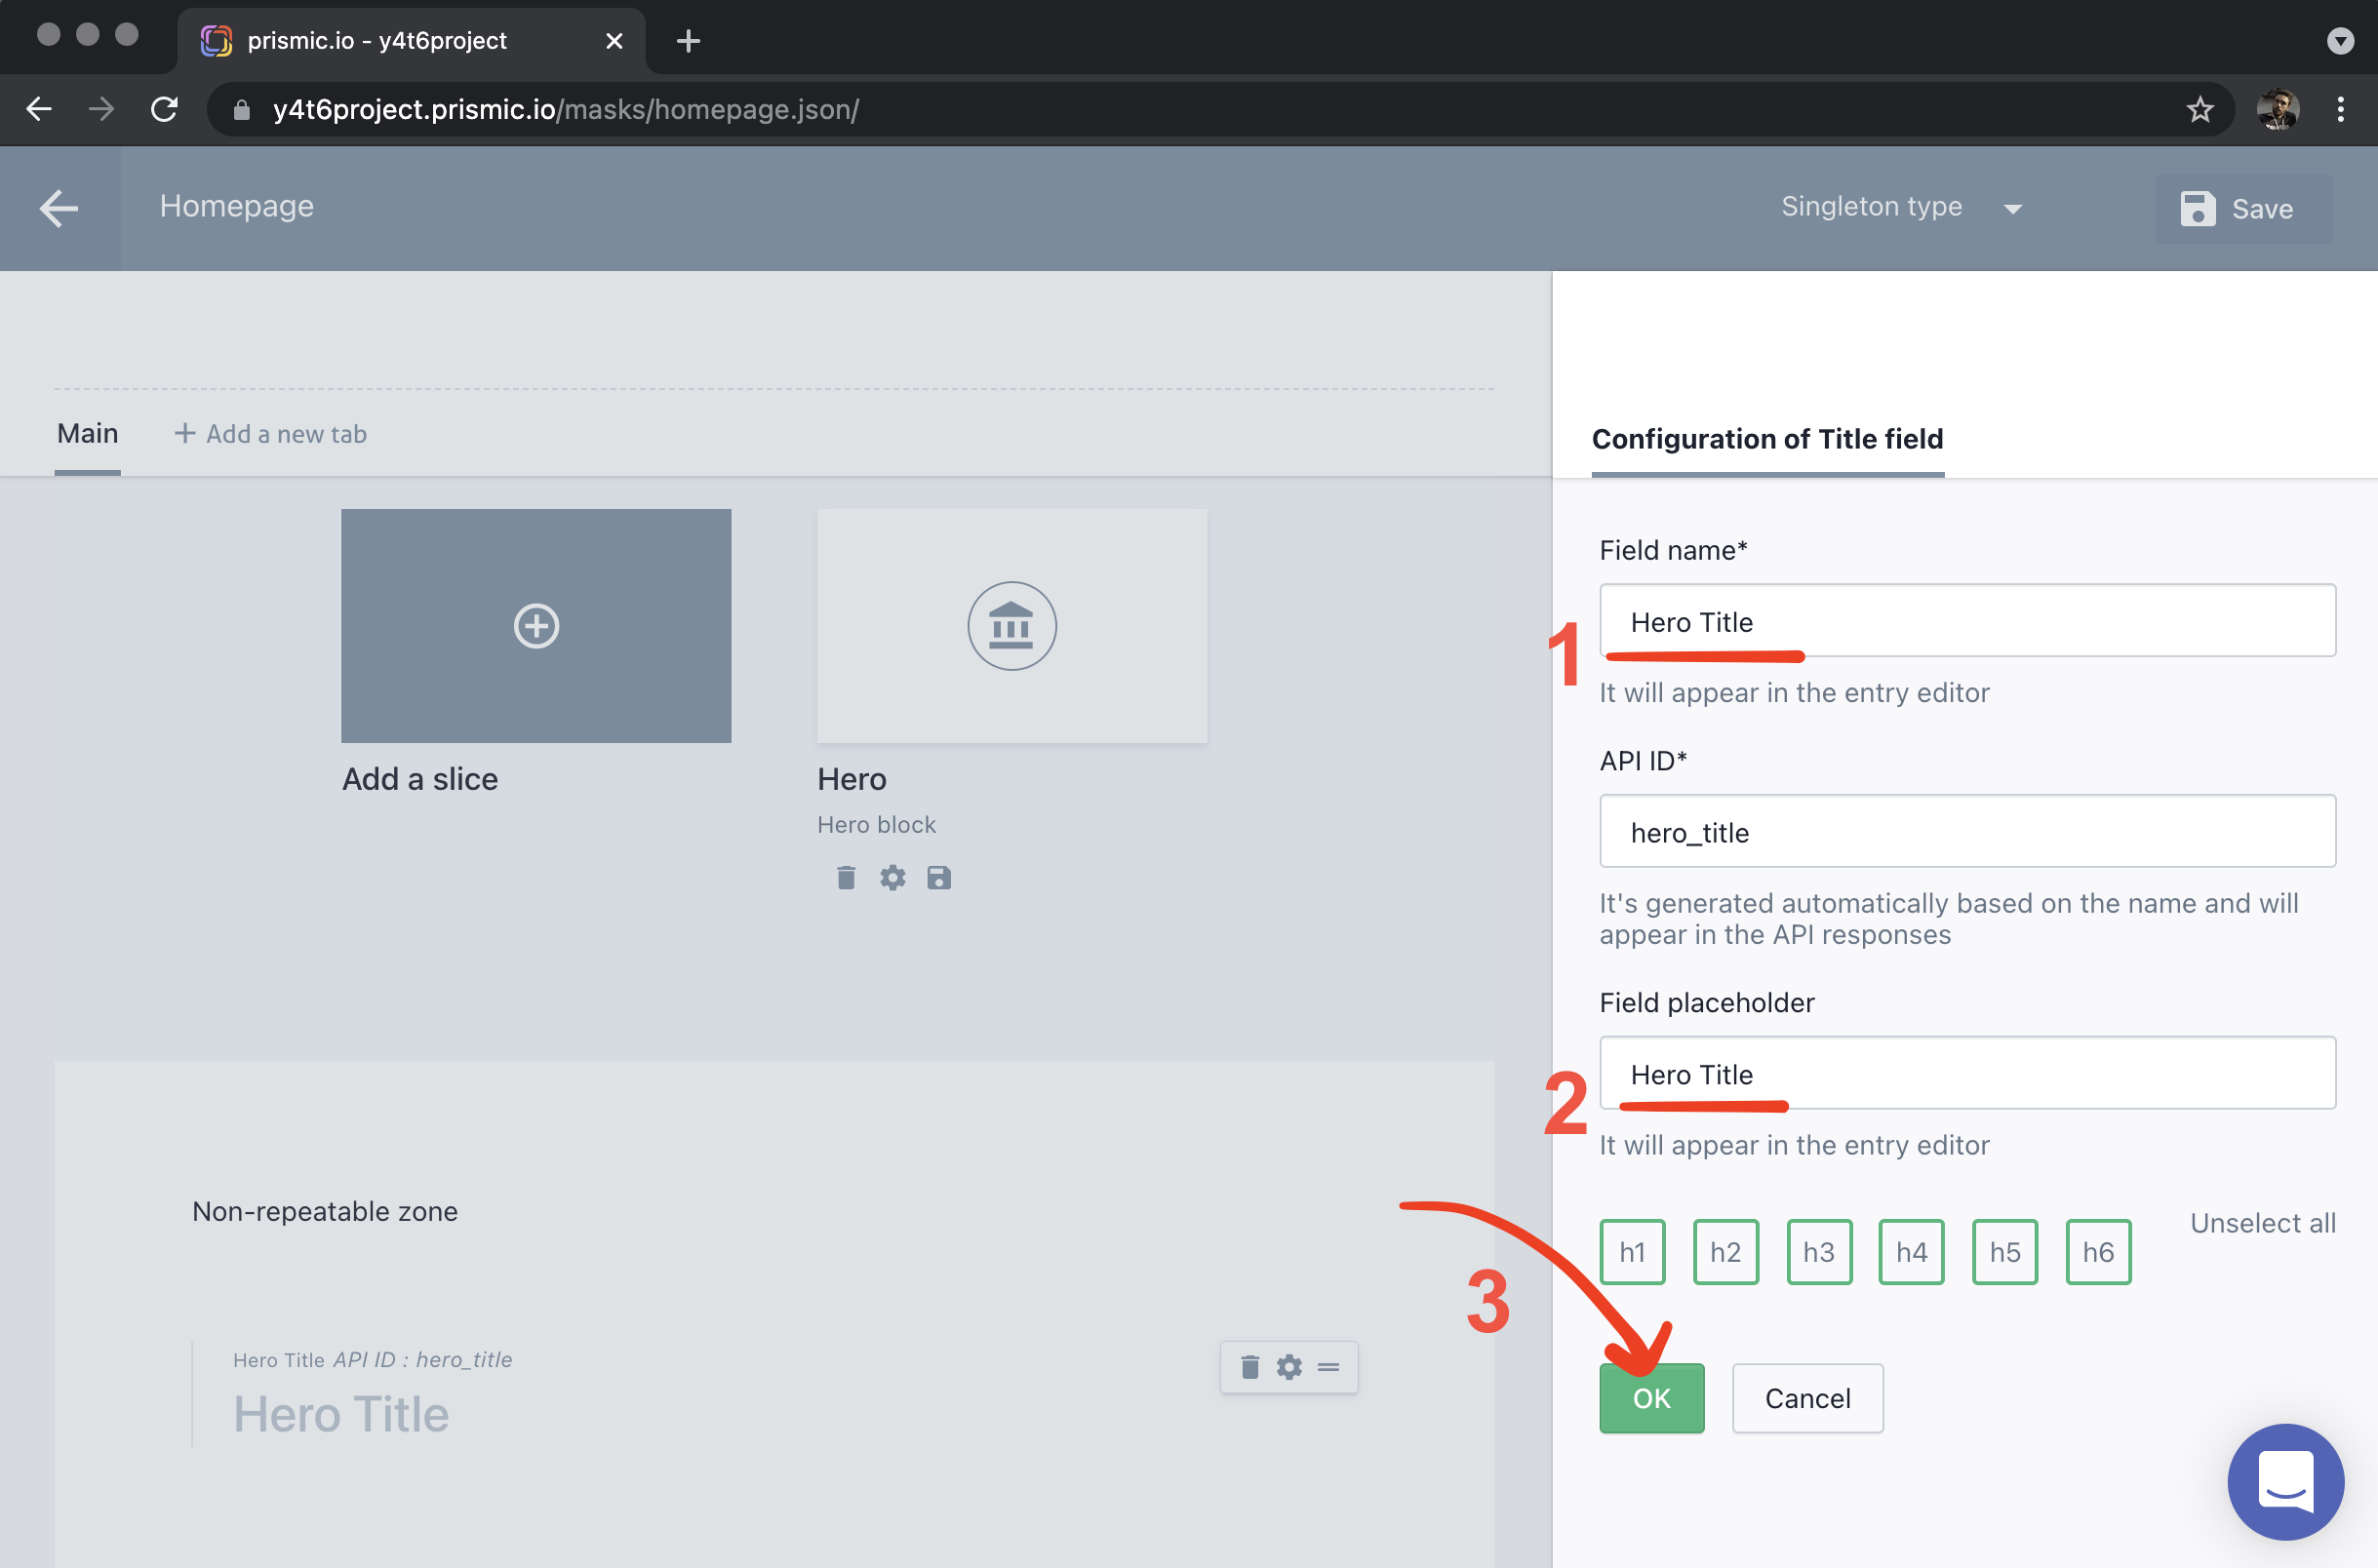 prismic.io - y4t6project
y4t6project.prismic.io/masks/homepage.json/
Homepage
Singleton type
Save
Main
Add a new tab
Configuration of Title field
Field name*
Hero Title
1
It will appear in the entry editor
API ID*
hero_title
It's generated automatically based on the name and will
appear in the API responses
Field placeholder
Hero Title
2
It will appear in the entry editor
h1 h2 h3 h4 h5 h6
Unselect all
3
OK
Cancel
Add a slice
Hero
Hero block
Non-repeatable zone
Hero Title API ID : hero_title
Hero Title